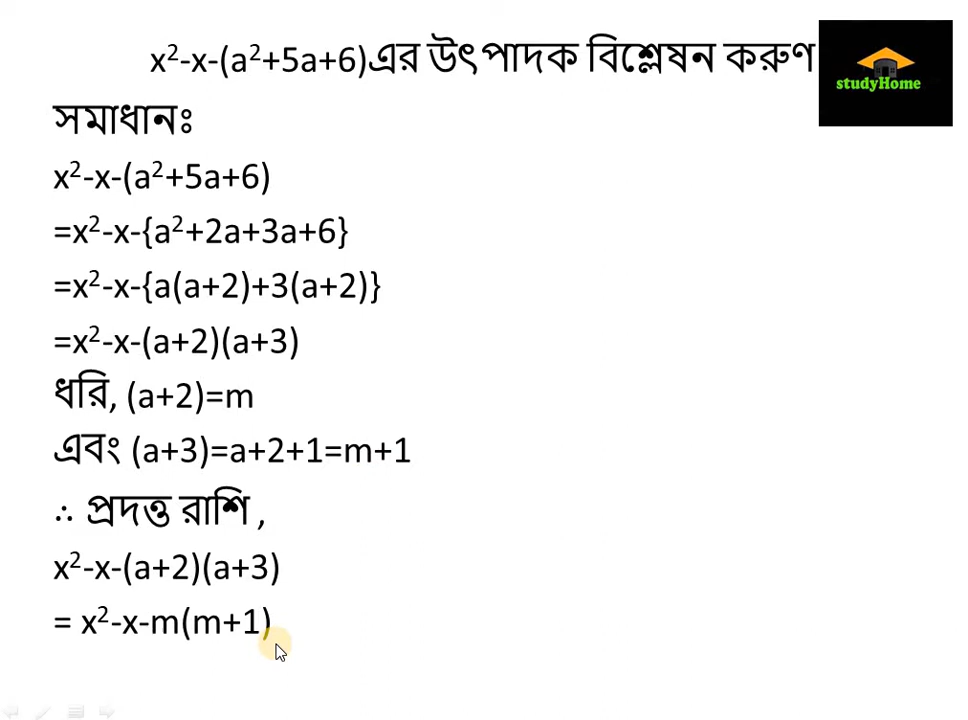 x²-x-(a²+5a+6)এর উৎপাদক বিশ্লেষন করুণ
studyHome
সমাধানঃ
x²-x-(a²+5a+6)
=x²-x-{a²+2a+3a+6}
=x²-x-{a(a+2)+3(a+2)}
=x²-x-(a+2)(a+3)
ধরি, (a+2)=m
এবং (a+3)=a+2+1=m+1
∴ প্রদত্ত রাশি ,
x²-x-(a+2)(a+3)
= x²-x-m(m+1)